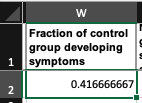 W
Fraction of control
group developing
symptoms
1
2
0.416666667